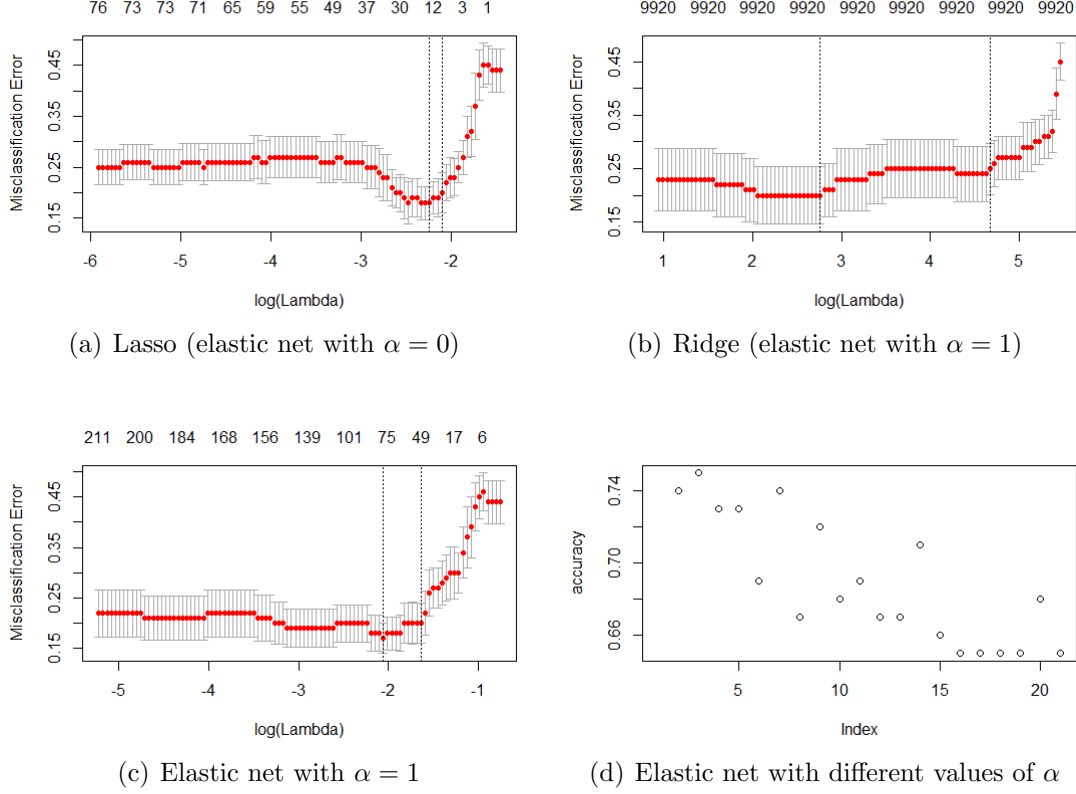 76 73 73 71 65 59 55 49 37 30 12 3 1
Misclassification Error
0.15 0.25 0.35 0.45
-6 -5 -4 -3 -2
log(Lambda)
(a) Lasso (elastic net with α = 0)
9920 9920 9920 9920 9920 9920 9920 9920
Misclassification Error
0.15 0.25 0.35 0.45
1 2 3 4 5
log(Lambda)
(b) Ridge (elastic net with α = 1)
211 200 184 168 156 139 101 75 49 17 6
Misclassification Error
0.15 0.25 0.35 0.45
-5 -4 -3 -2 -1
log(Lambda)
(c) Elastic net with α = 1
accuracy
0.66 0.70 0.74
5 10 15 20
Index
(d) Elastic net with different values of α